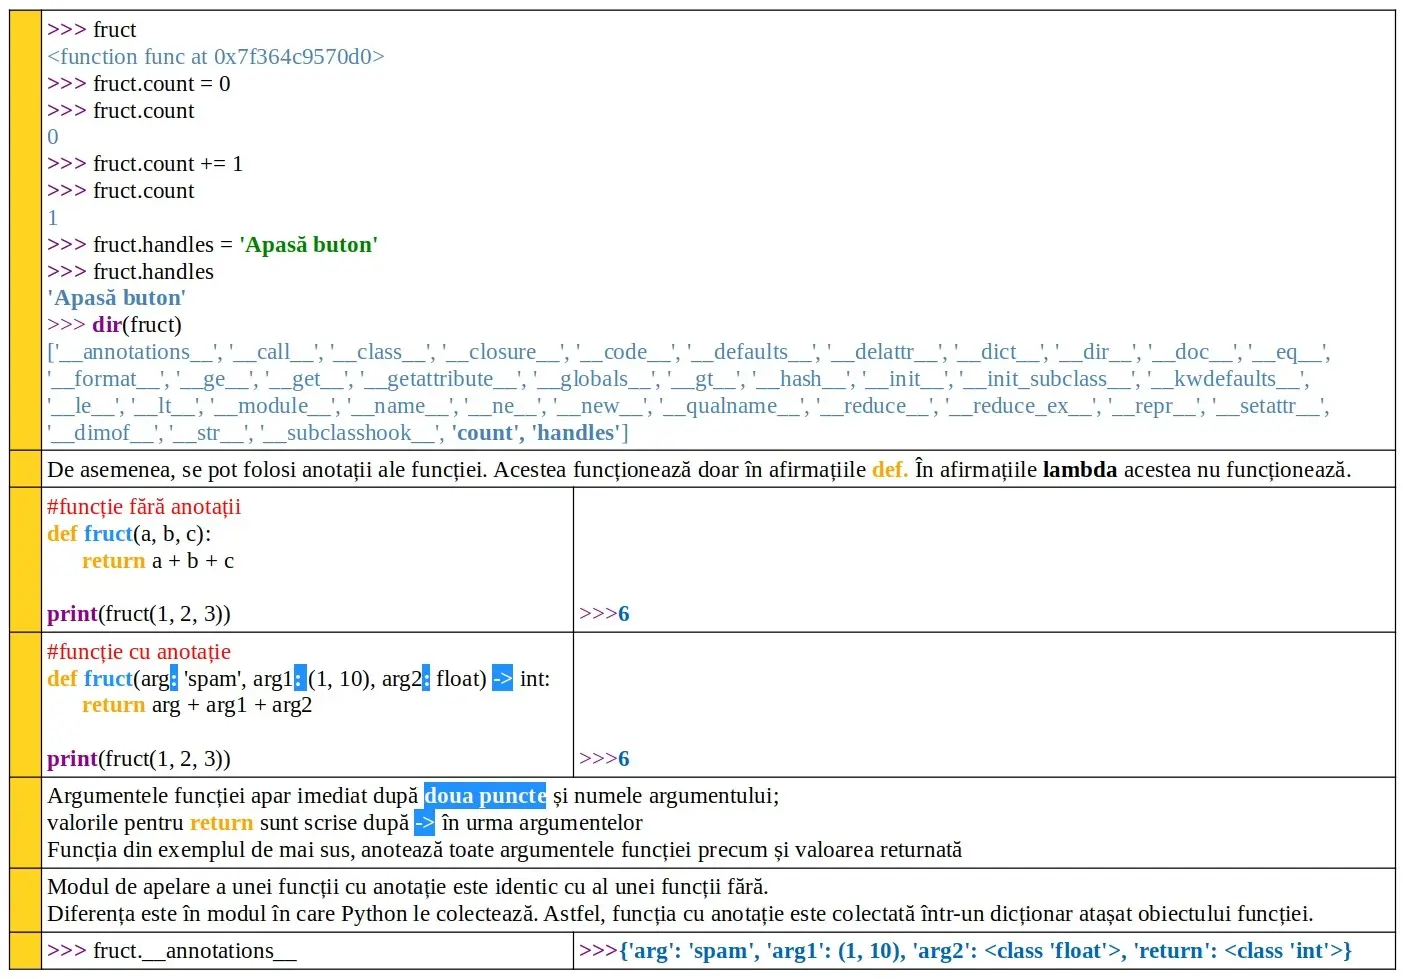 >>> fruct
<function func at 0x7f364c9570d0>
>>> fruct.count = 0
>>> fruct.count
0
>>> fruct.count += 1
>>> fruct.count
1
>>> fruct.handles = 'Apasă buton'
>>> fruct.handles
'Apasă buton'
>>> dir(fruct)
['__annotations__', '__call__', '__class__', '__closure__', '__code__', '__defaults__', '__delattr__', '__dict__', '__dir__', '__doc__', '__eq__',
'__format__', '__ge__', '__get__', '__getattribute__', '__globals__', '__gt__', '__hash__', '__init__', '__init_subclass__', '__kwdefaults__',
'__le__', '__lt__', '__module__', '__name__', '__ne__', '__new__', '__qualname__', '__reduce__', '__reduce_ex__', '__repr__', '__setattr__',
'__dimof__', '__str__', '__subclasshook__', 'count', 'handles']
De asemenea, se pot folosi anotații ale funcției. Acestea funcționează doar în afirmațiile def. În afirmațiile lambda acestea nu funcționează.
#funcție fără anotații
def fruct(a, b, c):
return a + b + c
print(fruct(1, 2, 3))
>>>6
#funcție cu anotație
def fruct(arg: 'spam', arg1: (1, 10), arg2: float) -> int:
return arg + arg1 + arg2
print(fruct(1, 2, 3))
>>>6
Argumentele funcției apar imediat după doua puncte și numele argumentului;
valorile pentru return sunt scrise după -> în urma argumentelor
Funcția din exemplul de mai sus, anotează toate argumentele funcției precum și valoarea returnată
Modul de apelare a unei funcții cu anotație este identic cu al unei funcții fără.
Diferența este în modul în care Python le colectează. Astfel, funcția cu anotație este colectată într-un dicționar atașat obiectului funcției.
>>> fruct.__annotations__
>>>{'arg': 'spam', 'arg1': (1, 10), 'arg2': <class 'float'>, 'return': <class 'int'>}